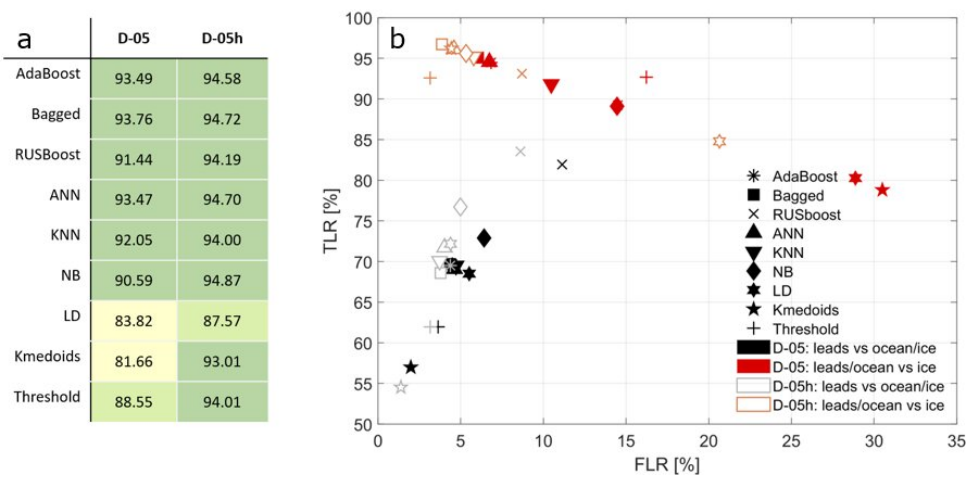 a
D-05 D-05h
AdaBoost 93.49 94.58
Bagged 93.76 94.72
RUSBoost 91.44 94.19
ANN 93.47 94.70
KNN 92.05 94.00
NB 90.59 94.87
LD 83.82 87.57
Kmedoids 81.66 93.01
Threshold 88.55 94.01
b
TLR [%]
100
95
90
85
80
75
70
65
60
55
50
0 5 10 15 20 25 30 35
FLR [%]
AdaBoost
Bagged
RUSboost
ANN
KNN
NB
LD
Kmedoids
Threshold
D-05: leads vs ocean/ice
D-05: leads/ocean vs ice
D-05h: leads vs ocean/ice
D-05h: leads/ocean vs ice